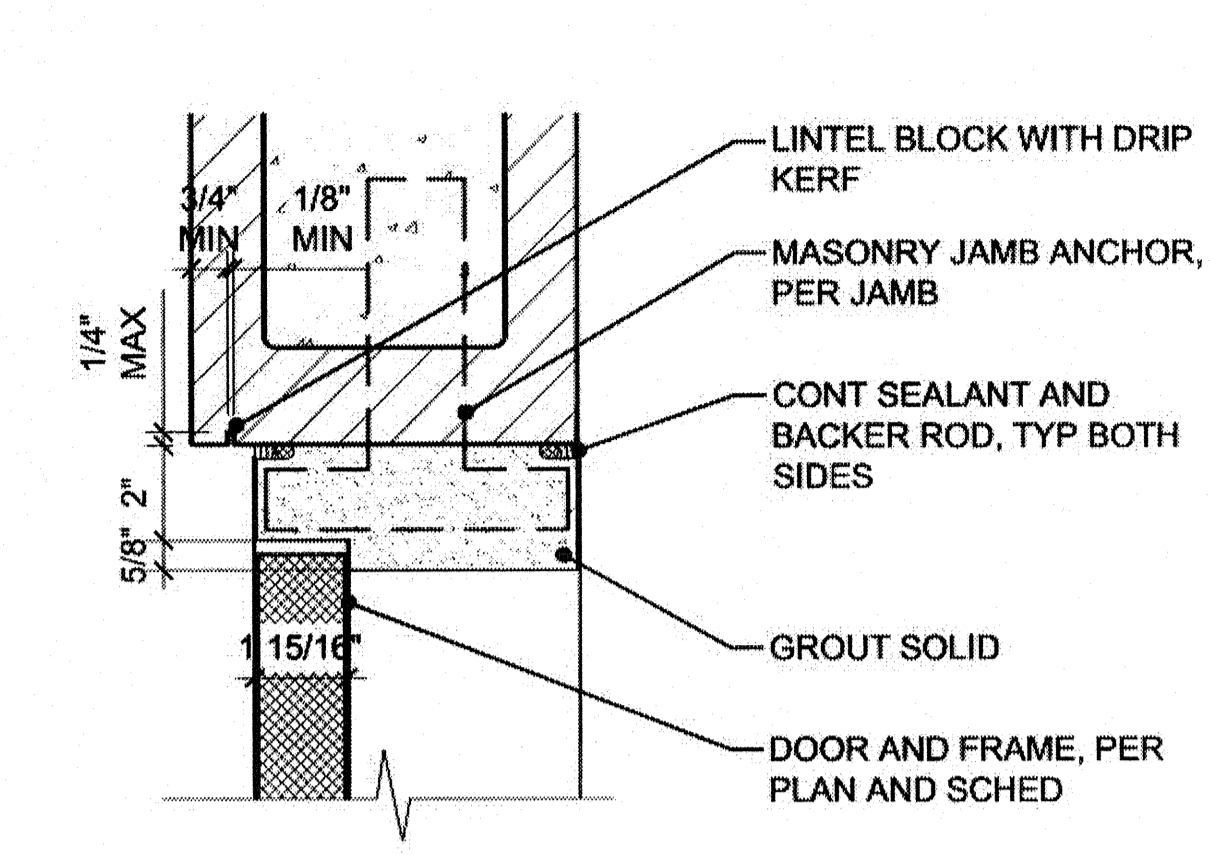 LINTEL BLOCK WITH DRIP
KERF
3/4"
MIN
1/8"
MIN
MASONRY JAMB ANCHOR,
PER JAMB
1/4"
MAX
CONT SEALANT AND
BACKER ROD, TYP BOTH
SIDES
2"
5/8"
1 15/16"
GROUT SOLID
DOOR AND FRAME, PER
PLAN AND SCHED